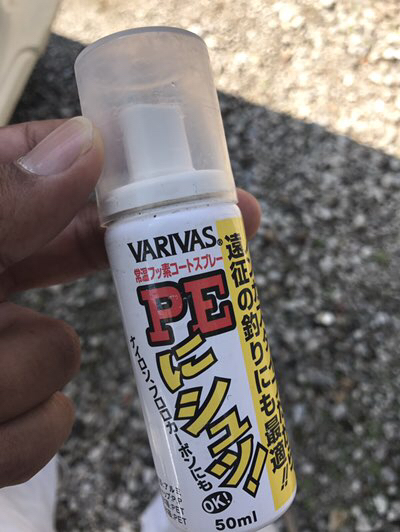 VARIVAS®
常温フッ素コートスプレー
PEにシュッ!
ナイロン・フロロカーボンにもOK!
遠征の釣りにも最適!!
50ml